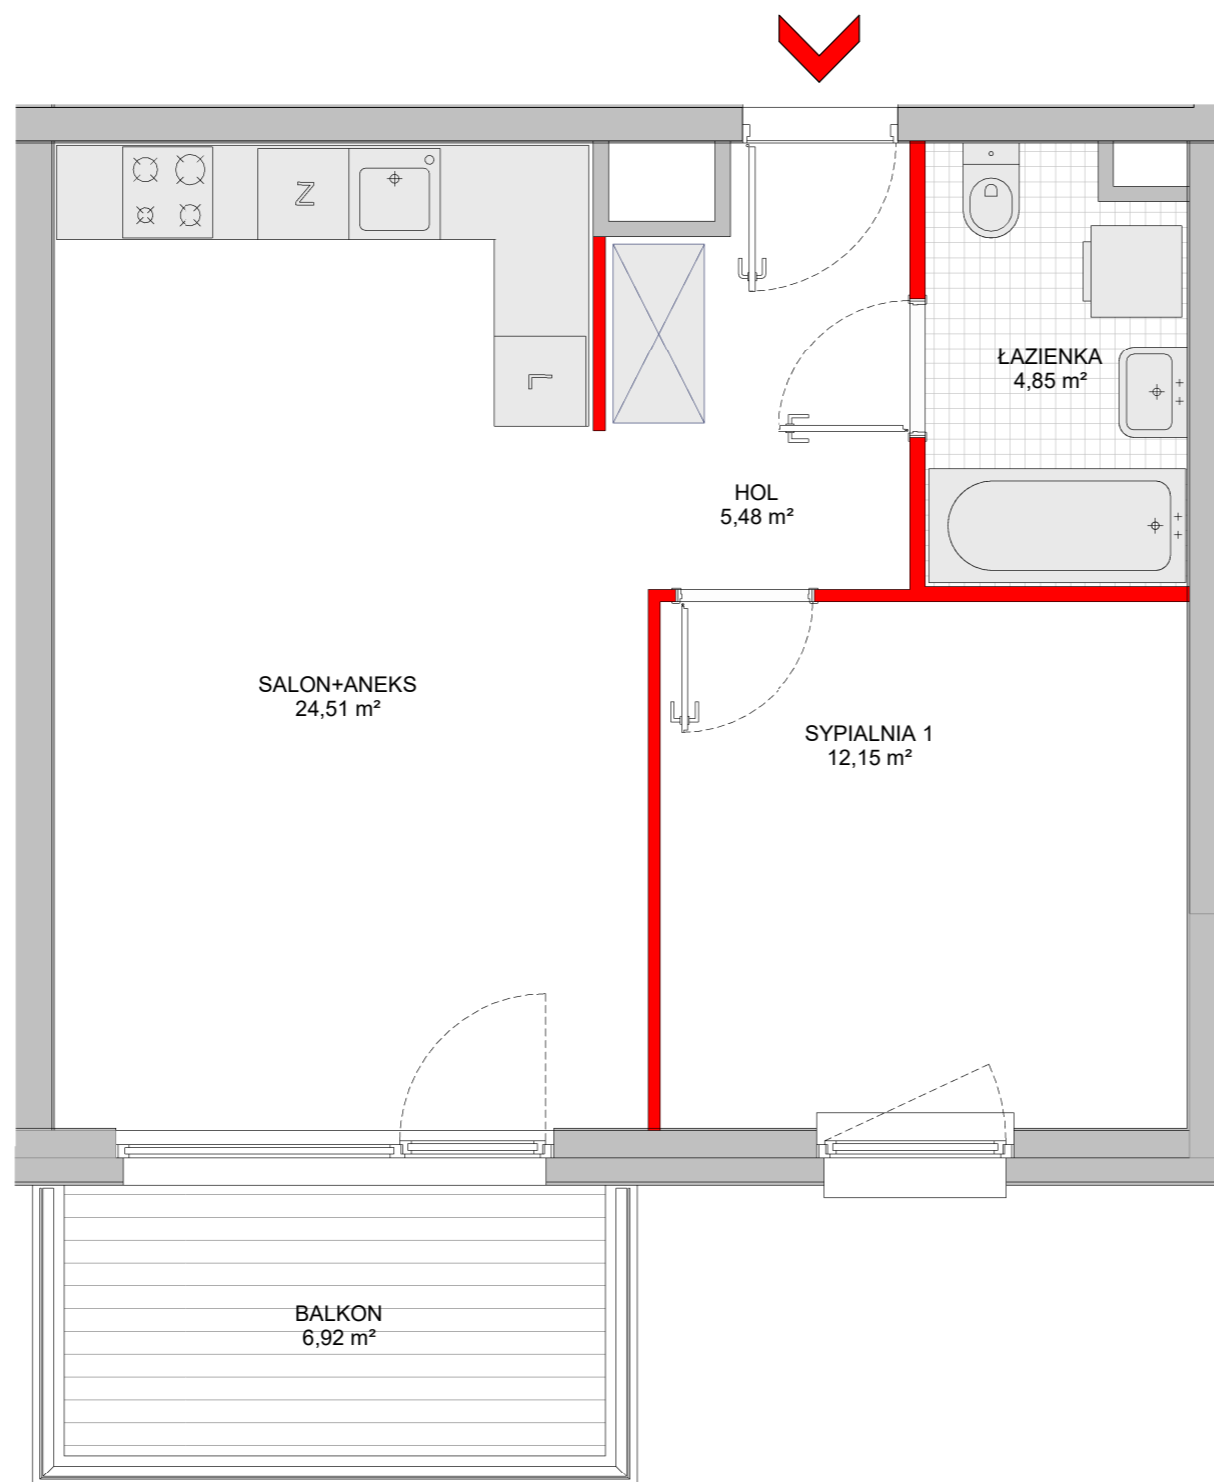 Z
L
ŁAZIENKA
4,85 m²
HOL
5,48 m²
SALON+ANEKS
24,51 m²
SYPIALNIA 1
12,15 m²
BALKON
6,92 m²